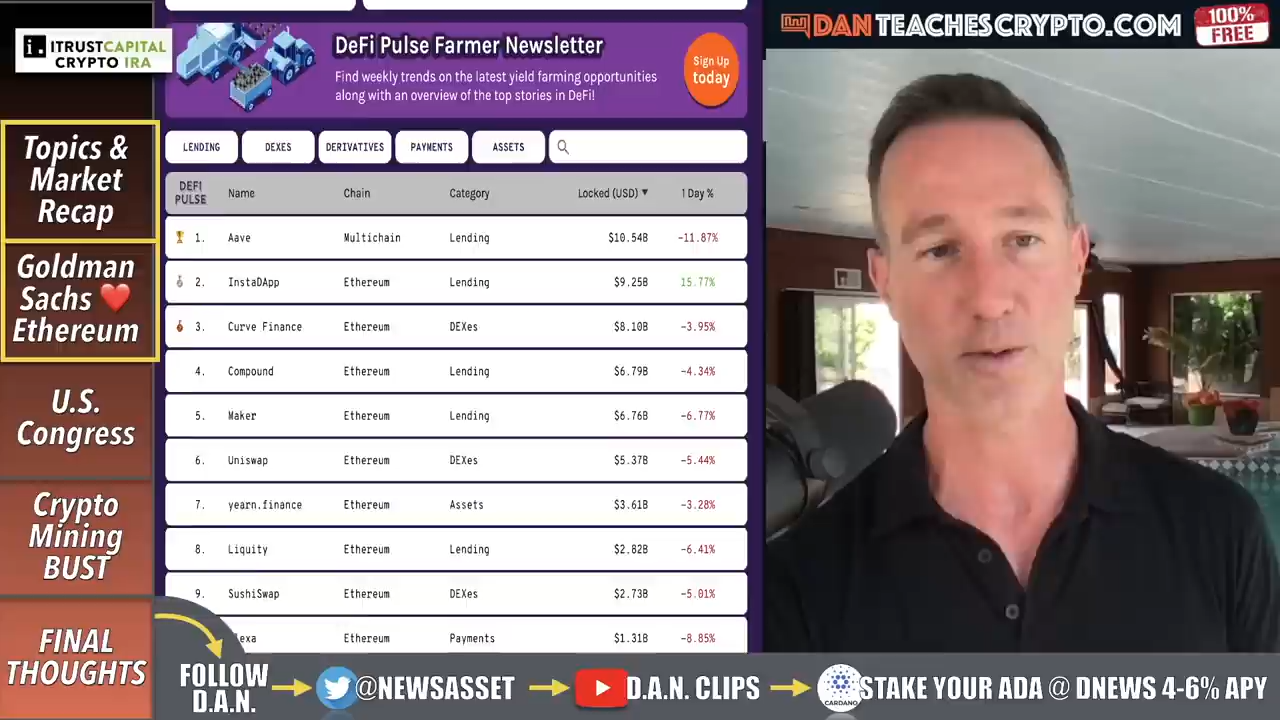 ITRUSTCAPITAL
CRYPTO IRA
Topics &
Market
Recap
Goldman
Sachs ❤️
Ethereum
U.S.
Congress
Crypto
Mining
BUST
FINAL
THOUGHTS
DeFi Pulse Farmer Newsletter
Find weekly trends on the latest yield farming opportunities
along with an overview of the top stories in DeFi!
Sign Up
today
LENDING DEXES DERIVATIVES PAYMENTS ASSETS
DEFI
PULSE Name Chain Category Locked (USD) ▼ 1 Day %
1. Aave Multichain Lending $10.54B -11.87%
2. InstaDApp Ethereum Lending $9.25B 15.77%
3. Curve Finance Ethereum DEXes $8.10B -3.95%
4. Compound Ethereum Lending $6.79B -4.34%
5. Maker Ethereum Lending $6.76B -6.77%
6. Uniswap Ethereum DEXes $5.37B -5.44%
7. yearn.finance Ethereum Assets $3.61B -3.28%
8. Liquity Ethereum Lending $2.82B -6.41%
9. SushiSwap Ethereum DEXes $2.73B -5.01%
exa Ethereum Payments $1.31B -8.85%
DANTEACHESCRYPTO.COM
100%
FREE
FOLLOW
D.A.N.
@NEWSASSET
D.A.N. CLIPS
CARDANO
STAKE YOUR ADA @ DNEWS 4-6% APY